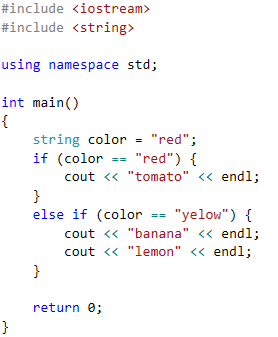 #include <iostream>
#include <string>

using namespace std;

int main()
{
    string color = "red";
    if (color == "red") {
        cout << "tomato" << endl;
    }
    else if (color == "yelow") {
        cout << "banana" << endl;
        cout << "lemon" << endl;
    }

    return 0;
}